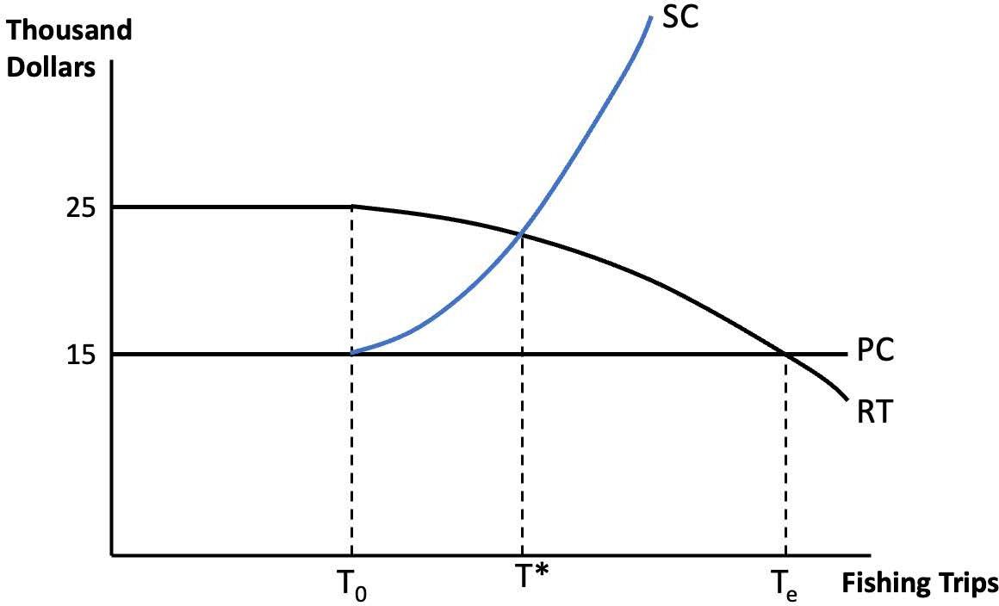 Thousand
Dollars
SC
25
15
PC
RT
T₀
T*
Tₑ
Fishing Trips